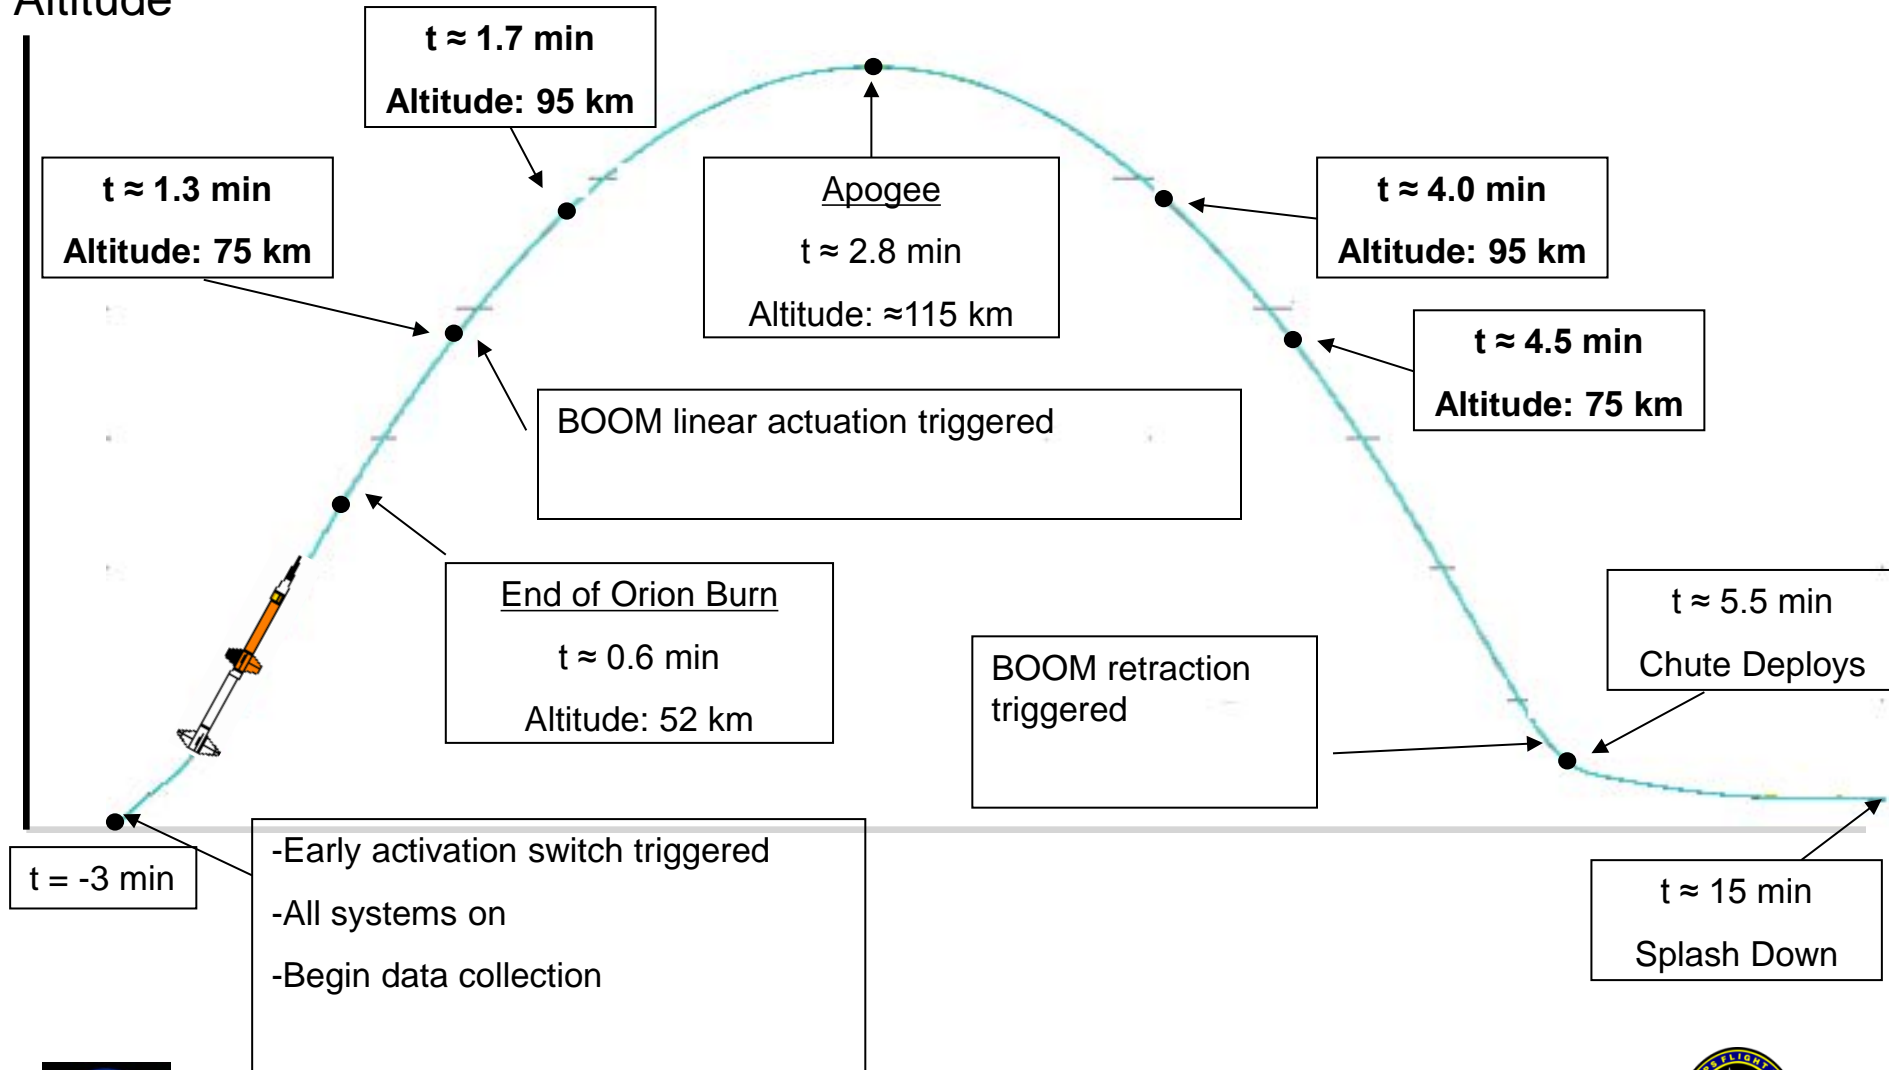 Altitude
t ≈ 1.7 min
Altitude: 95 km
t ≈ 1.3 min
Altitude: 75 km
Apogee
t ≈ 2.8 min
Altitude: ≈115 km
t ≈ 4.0 min
Altitude: 95 km
t ≈ 4.5 min
Altitude: 75 km
BOOM linear actuation triggered
End of Orion Burn
t ≈ 0.6 min
Altitude: 52 km
BOOM retraction
triggered
t ≈ 5.5 min
Chute Deploys
t = -3 min
-Early activation switch triggered
-All systems on
-Begin data collection
t ≈ 15 min
Splash Down
FLIGHT